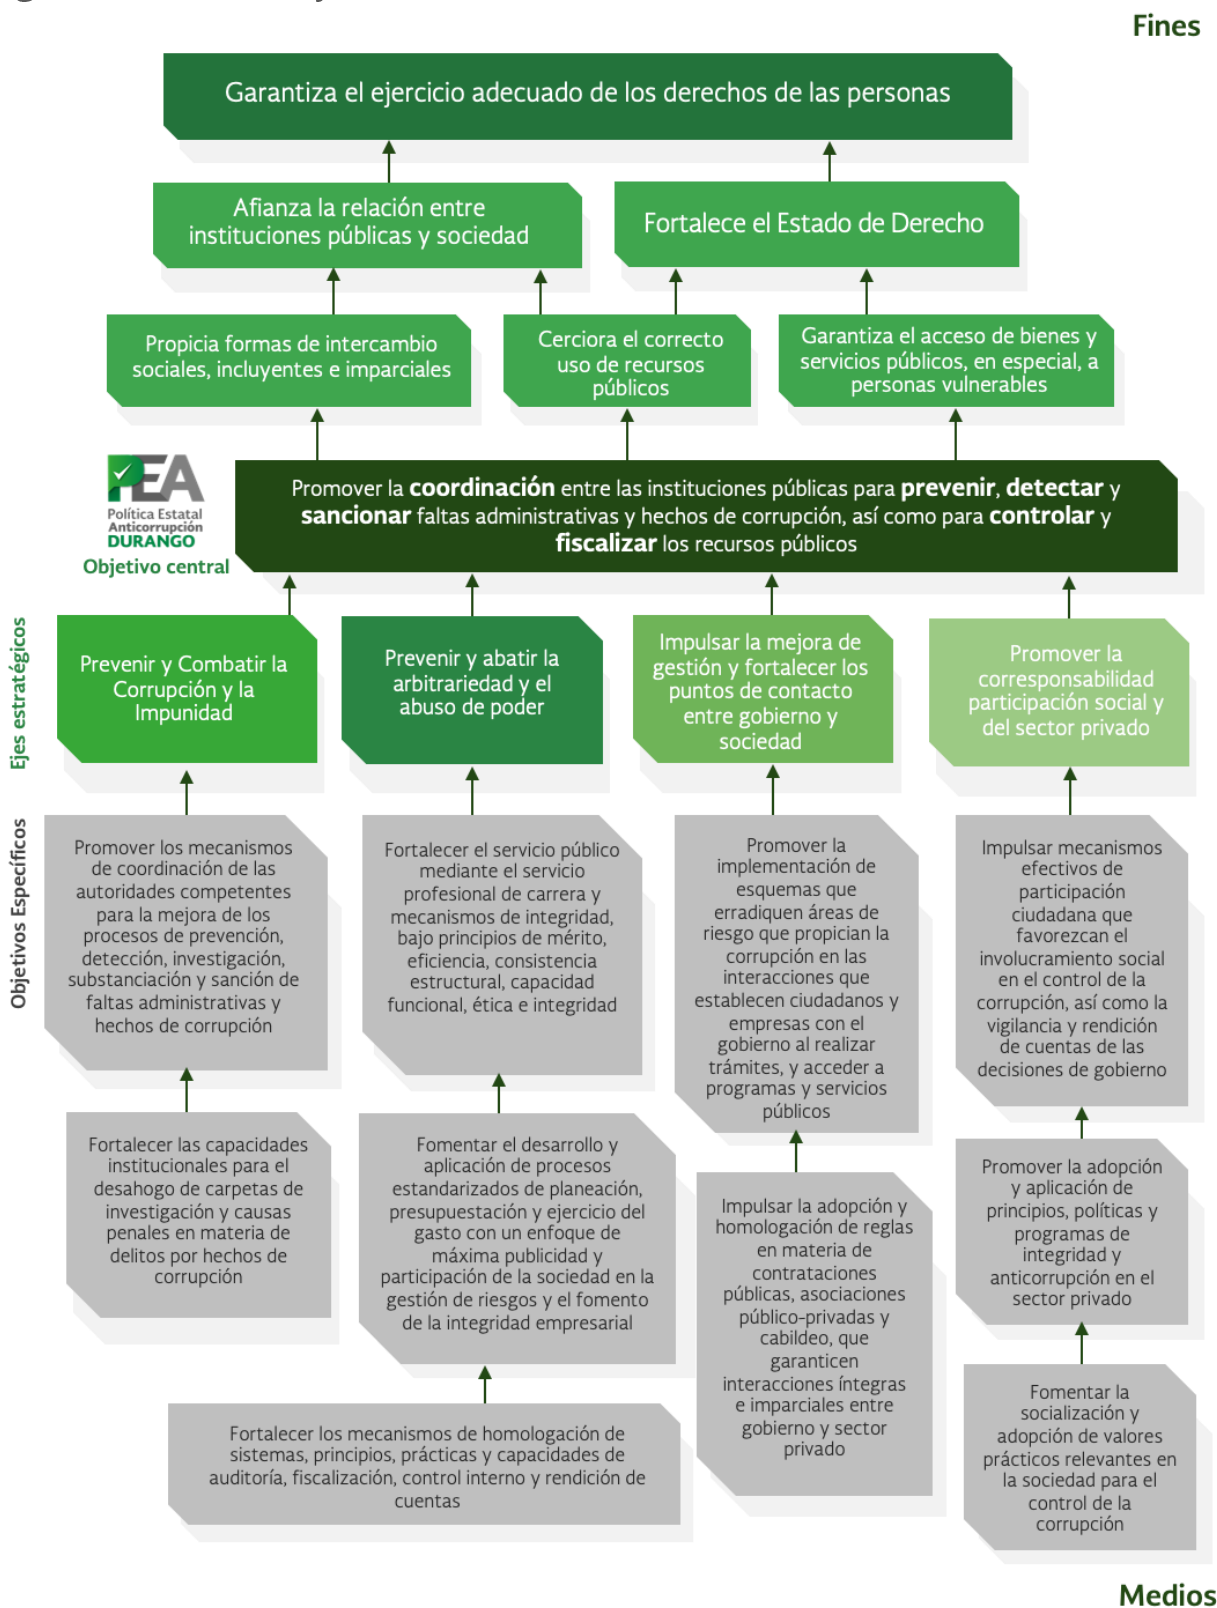 Fines
Garantiza el ejercicio adecuado de los derechos de las personas
Afianza la relación entre
instituciones públicas y sociedad
Fortalece el Estado de Derecho
Propicia formas de intercambio
sociales, incluyentes e imparciales
Cerciora el correcto
uso de recursos
públicos
Garantiza el acceso de bienes y
servicios públicos, en especial, a
personas vulnerables
PEA
Política Estatal
Anticorrupción
DURANGO
Objetivo central
Promover la coordinación entre las instituciones públicas para prevenir, detectar y
sancionar faltas administrativas y hechos de corrupción, así como para controlar y
fiscalizar los recursos públicos
Ejes estratégicos
Prevenir y Combatir la
Corrupción y la
Impunidad
Prevenir y abatir la
arbitrariedad y el
abuso de poder
Impulsar la mejora de
gestión y fortalecer los
puntos de contacto
entre gobierno y
sociedad
Promover la
corresponsabilidad
participación social y
del sector privado
Objetivos Específicos
Promover los mecanismos
de coordinación de las
autoridades competentes
para la mejora de los
procesos de prevención,
detección, investigación,
substanciación y sanción de
faltas administrativas y
hechos de corrupción
Fortalecer el servicio público
mediante el servicio
profesional de carrera y
mecanismos de integridad,
bajo principios de mérito,
eficiencia, consistencia
estructural, capacidad
funcional, ética e integridad
Promover la
implementación de
esquemas que
erradiquen áreas de
riesgo que propician la
corrupción en las
interacciones que
establecen ciudadanos y
empresas con el
gobierno al realizar
trámites, y acceder a
programas y servicios
públicos
Impulsar mecanismos
efectivos de
participación
ciudadana que
favorezcan el
involucramiento social
en el control de la
corrupción, así como la
vigilancia y rendición
de cuentas de las
decisiones de gobierno
Fortalecer las capacidades
institucionales para el
desahogo de carpetas de
investigación y causas
penales en materia de
delitos por hechos de
corrupción
Fomentar el desarrollo y
aplicación de procesos
estandarizados de planeación,
presupuestación y ejercicio del
gasto con un enfoque de
máxima publicidad y
participación de la sociedad en la
gestión de riesgos y el fomento
de la integridad empresarial
Impulsar la adopción y
homologación de reglas
en materia de
contrataciones
públicas, asociaciones
público-privadas y
cabildeo, que
garanticen
interacciones íntegras
e imparciales entre
gobierno y sector
privado
Promover la adopción
y aplicación de
principios, políticas y
programas de
integridad y
anticorrupción en el
sector privado
Fortalecer los mecanismos de homologación de
sistemas, principios, prácticas y capacidades de
auditoría, fiscalización, control interno y rendición de
cuentas
Fomentar la
socialización y
adopción de valores
prácticos relevantes en
la sociedad para el
control de la
corrupción
Medios